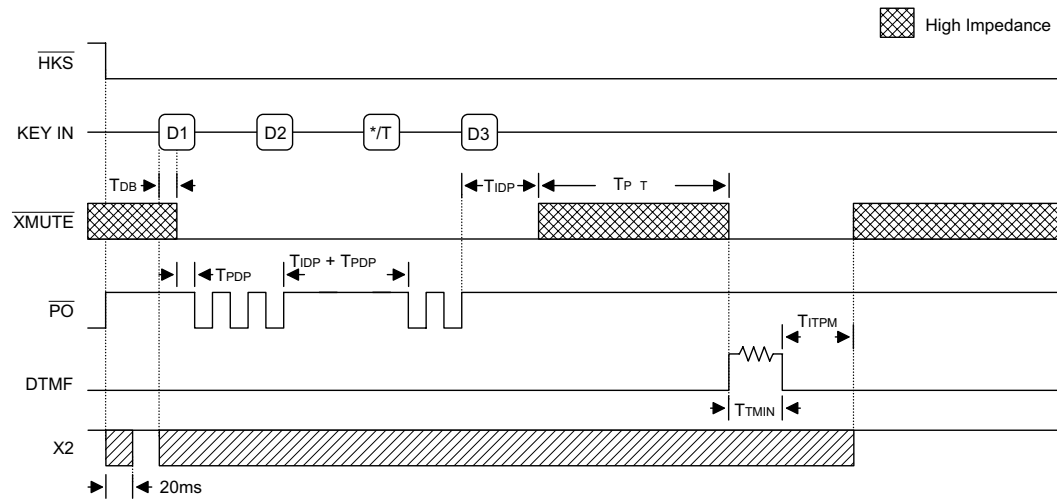 High Impedance
HKS
KEY IN
D1
D2
*/T
D3
TDB
TIDP
TP T
XMUTE
TPDP
TIDP + TPDP
PO
TITPM
DTMF
TTMIN
X2
20ms